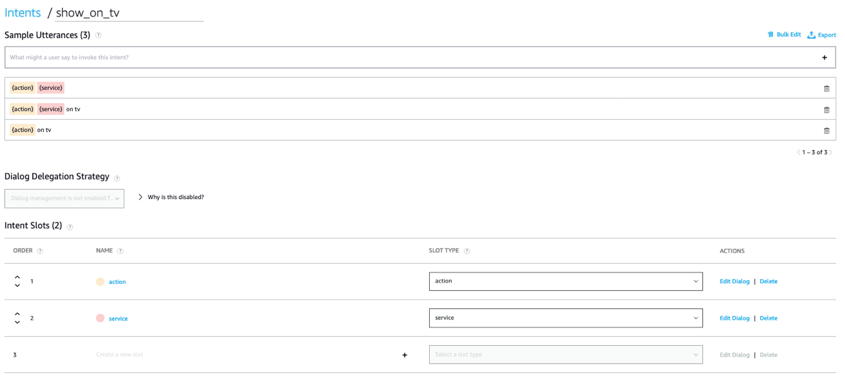 Intents / show_on_tv
Sample Utterances (3) ?
Bulk Edit Export
What might a user say to invoke this intent? +
{action} {service}
{action} {service} on tv
{action} on tv
< 1 – 3 of 3 >
Dialog Delegation Strategy ?
Dialog management is not enabled f... > Why is this disabled?
Intent Slots (2) ?
ORDER ? NAME ? SLOT TYPE ? ACTIONS
1 action action Edit Dialog | Delete
2 service service Edit Dialog | Delete
3 Create a new slot + Select a slot type Edit Dialog | Delete